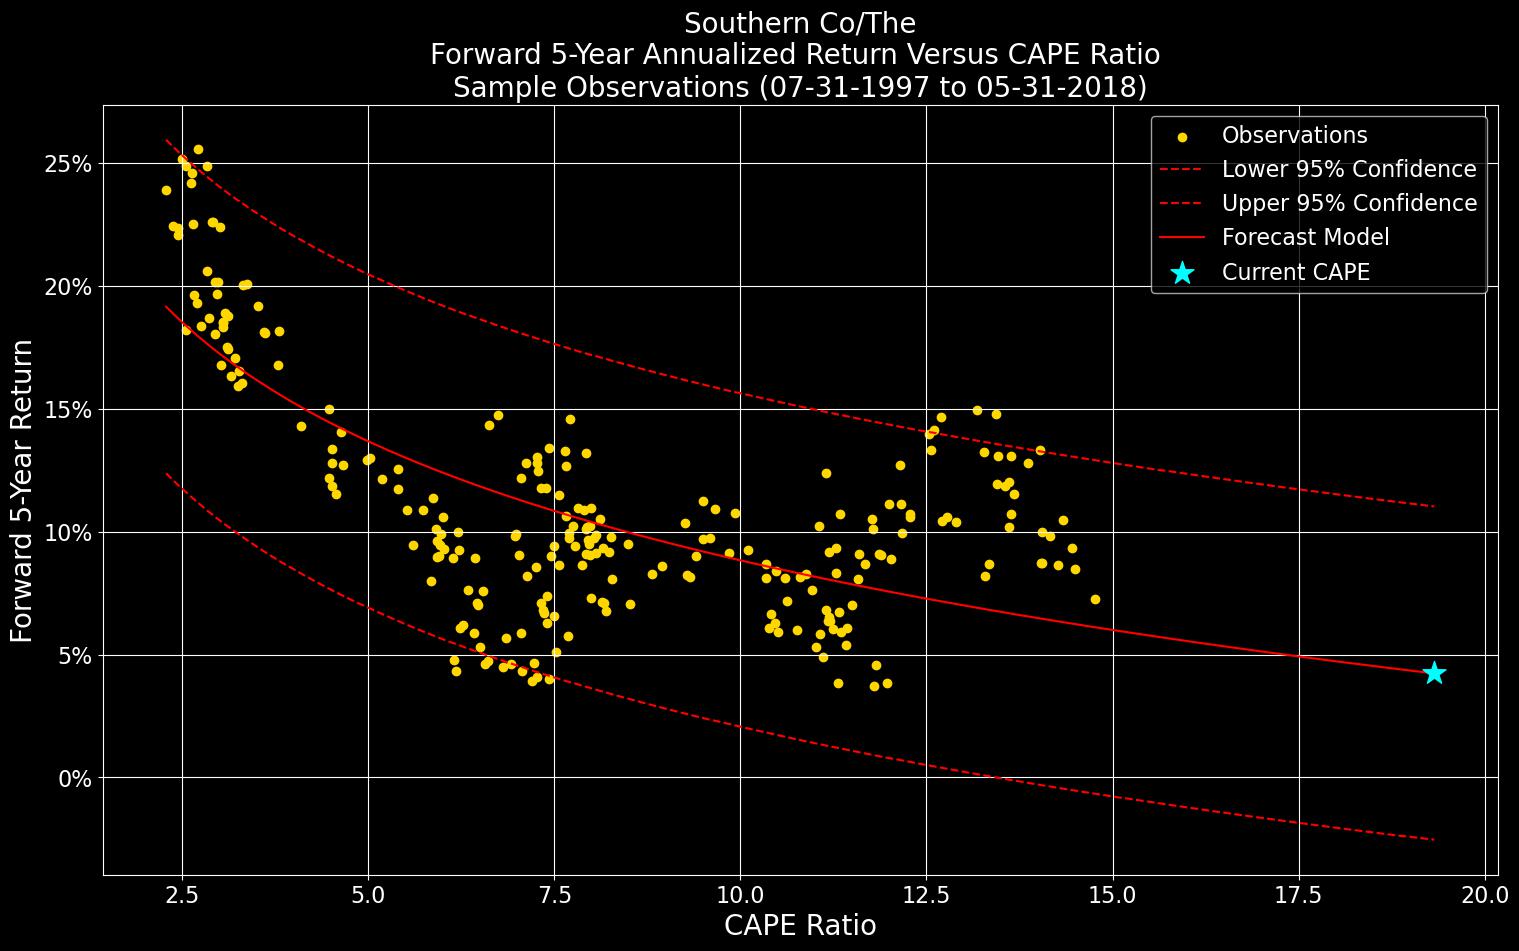 Southern Co/The
Forward 5-Year Annualized Return Versus CAPE Ratio
Sample Observations (07-31-1997 to 05-31-2018)
Observations
Lower 95% Confidence
Upper 95% Confidence
Forecast Model
Current CAPE
Forward 5-Year Return
25%
20%
15%
10%
5%
0%
2.5 5.0 7.5 10.0 12.5 15.0 17.5 20.0
CAPE Ratio